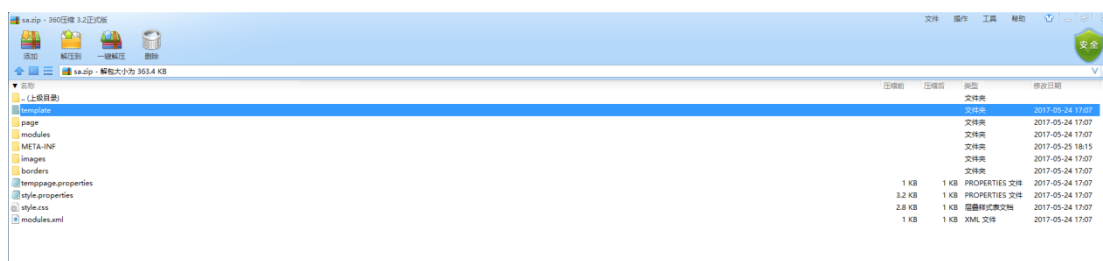 sa.zip - 360压缩 3.2正式版 文件 操作 工具 帮助
添加 解压到 一键解压 删除 安全
sa.zip - 解包大小为 363.4 KB
名称 压缩前 压缩后 类型 修改日期
.. (上级目录) 文件夹
template 文件夹 2017-05-24 17:07
page 文件夹 2017-05-24 17:07
modules 文件夹 2017-05-24 17:07
META-INF 文件夹 2017-05-25 18:15
images 文件夹 2017-05-24 17:07
borders 文件夹 2017-05-24 17:07
temppage.properties 1 KB 1 KB PROPERTIES 文件 2017-05-24 17:07
style.properties 3.2 KB 1 KB PROPERTIES 文件 2017-05-24 17:07
style.css 2.8 KB 1 KB 层叠样式表文档 2017-05-24 17:07
modules.xml 1 KB 1 KB XML 文件 2017-05-24 17:07